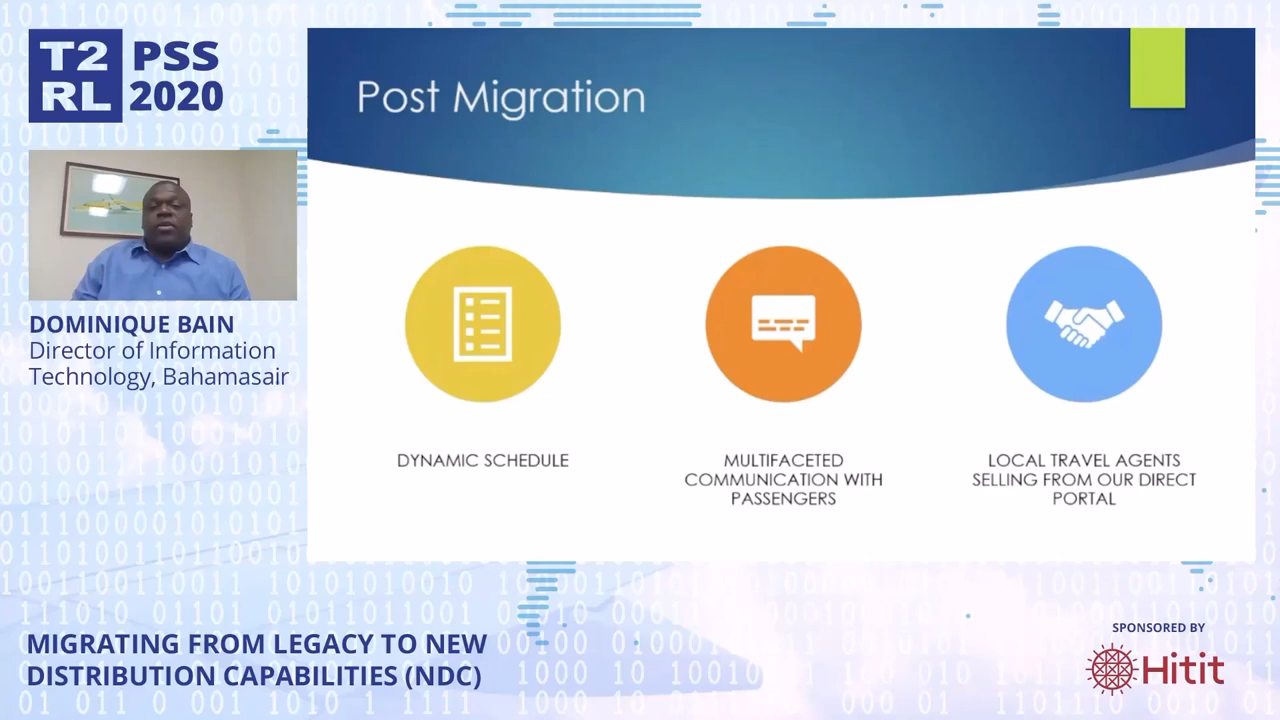 T2
RL
PSS
2020
DOMINIQUE BAIN
Director of Information
Technology, Bahamasair
Post Migration
DYNAMIC SCHEDULE
MULTIFACETED
COMMUNICATION WITH
PASSENGERS
LOCAL TRAVEL AGENTS
SELLING FROM OUR DIRECT
PORTAL
MIGRATING FROM LEGACY TO NEW
DISTRIBUTION CAPABILITIES (NDC)
SPONSORED BY
Hitit